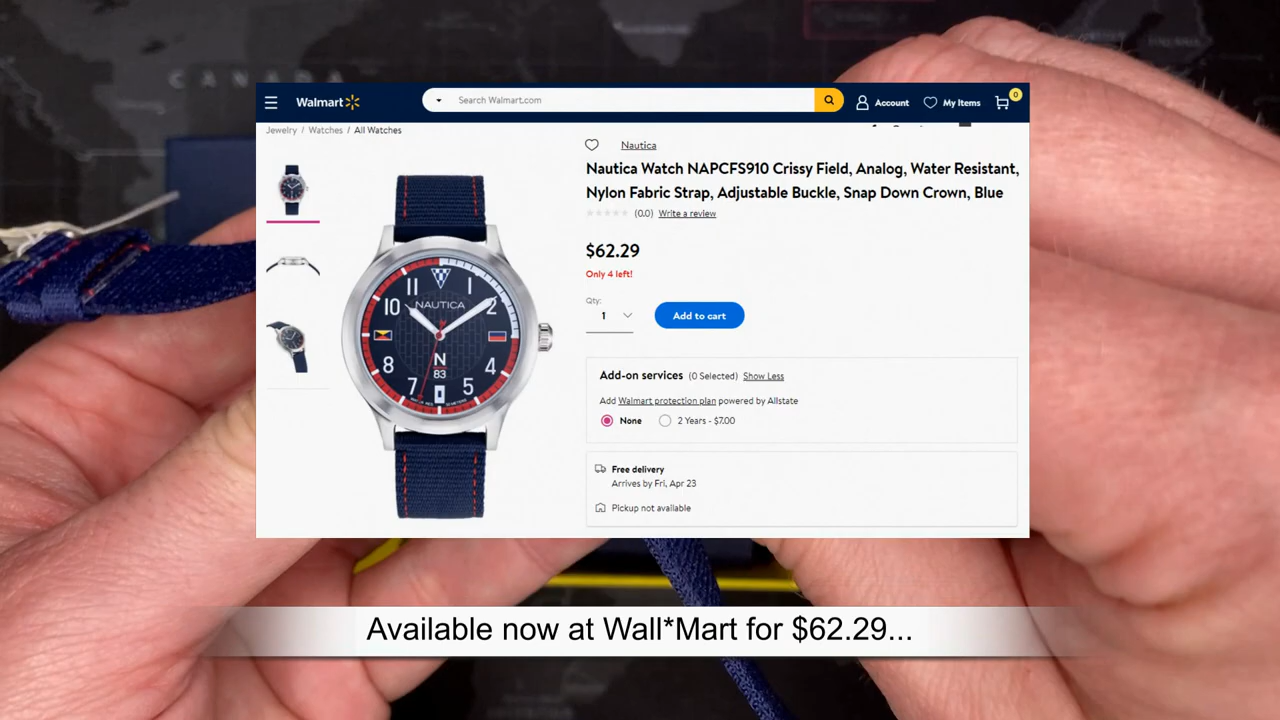 CANADA
Walmart
Search Walmart.com
Account
My Items
0
Jewelry / Watches / All Watches
Nautica
Nautica Watch NAPCFS910 Crissy Field, Analog, Water Resistant,
Nylon Fabric Strap, Adjustable Buckle, Snap Down Crown, Blue
(0.0) Write a review
$62.29
Only 4 left!
Qty:
1
Add to cart
11 1
10 NAUTICA 2
8 N 4
83
7 5
Add-on services (0 Selected) Show Less
Add Walmart protection plan powered by Allstate
None
2 Years - $7.00
Free delivery
Arrives by Fri, Apr 23
Pickup not available
Available now at Wall*Mart for $62.29...